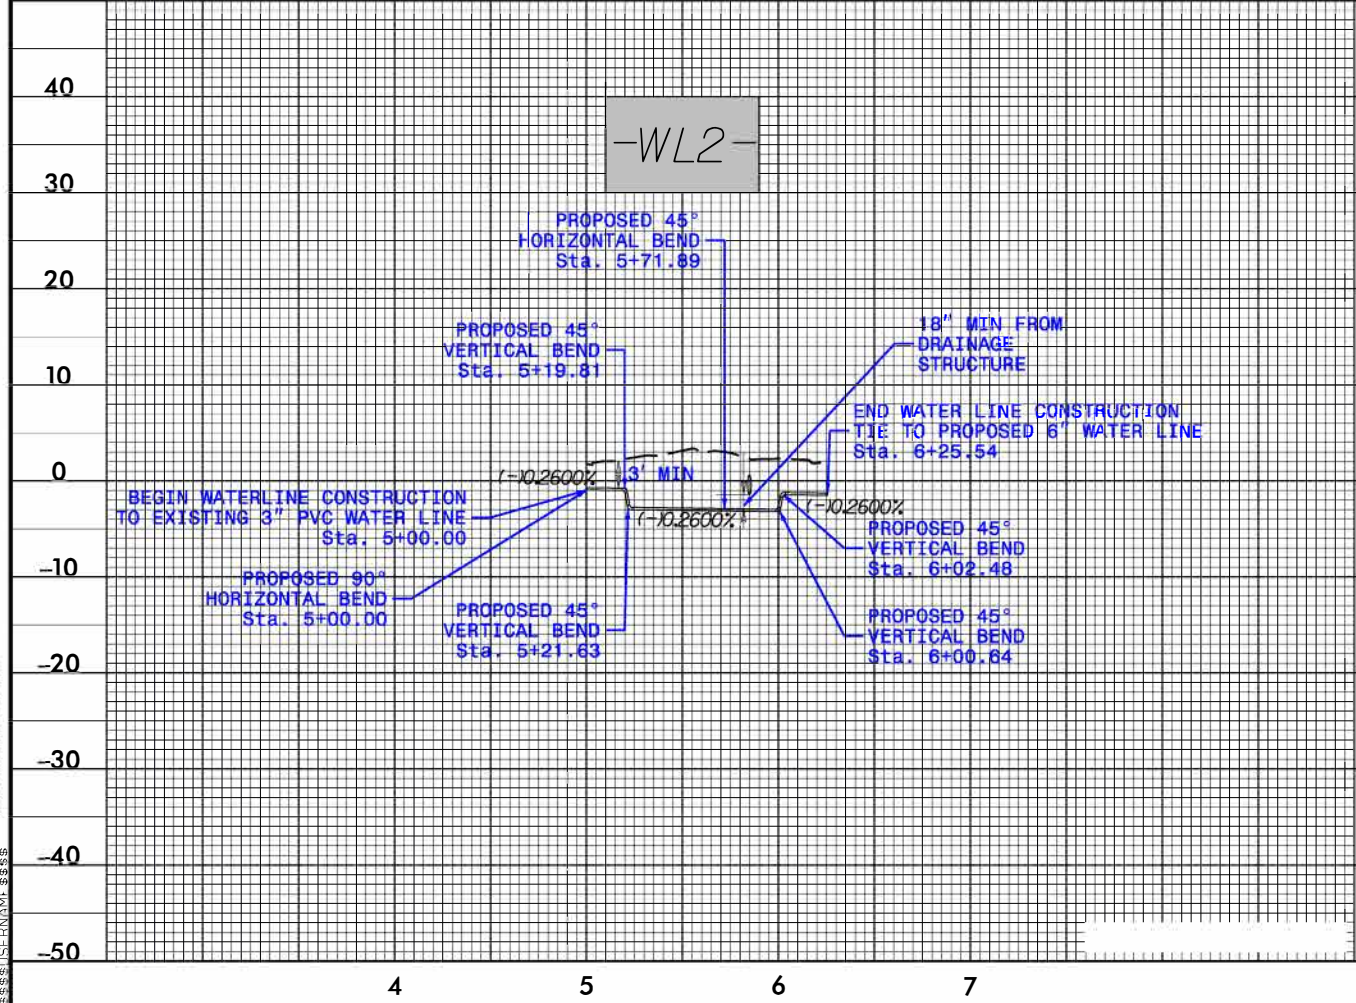 40
30
20
10
0
-10
-20
-30
-40
-50
-WL2-
PROPOSED 45°
HORIZONTAL BEND
Sta. 5+71.89
PROPOSED 45°
VERTICAL BEND
Sta. 5+19.81
18" MIN FROM
DRAINAGE
STRUCTURE
END WATER LINE CONSTRUCTION
TIE TO PROPOSED 6" WATER LINE
Sta. 6+25.54
(-)0.2600%
3' MIN
BEGIN WATERLINE CONSTRUCTION
TO EXISTING 3" PVC WATER LINE
Sta. 5+00.00
(-)0.2600%
(-)0.2600%
PROPOSED 45°
VERTICAL BEND
Sta. 6+02.48
PROPOSED 90°
HORIZONTAL BEND
Sta. 5+00.00
PROPOSED 45°
VERTICAL BEND
Sta. 5+21.63
PROPOSED 45°
VERTICAL BEND
Sta. 6+00.64
4 5 6 7